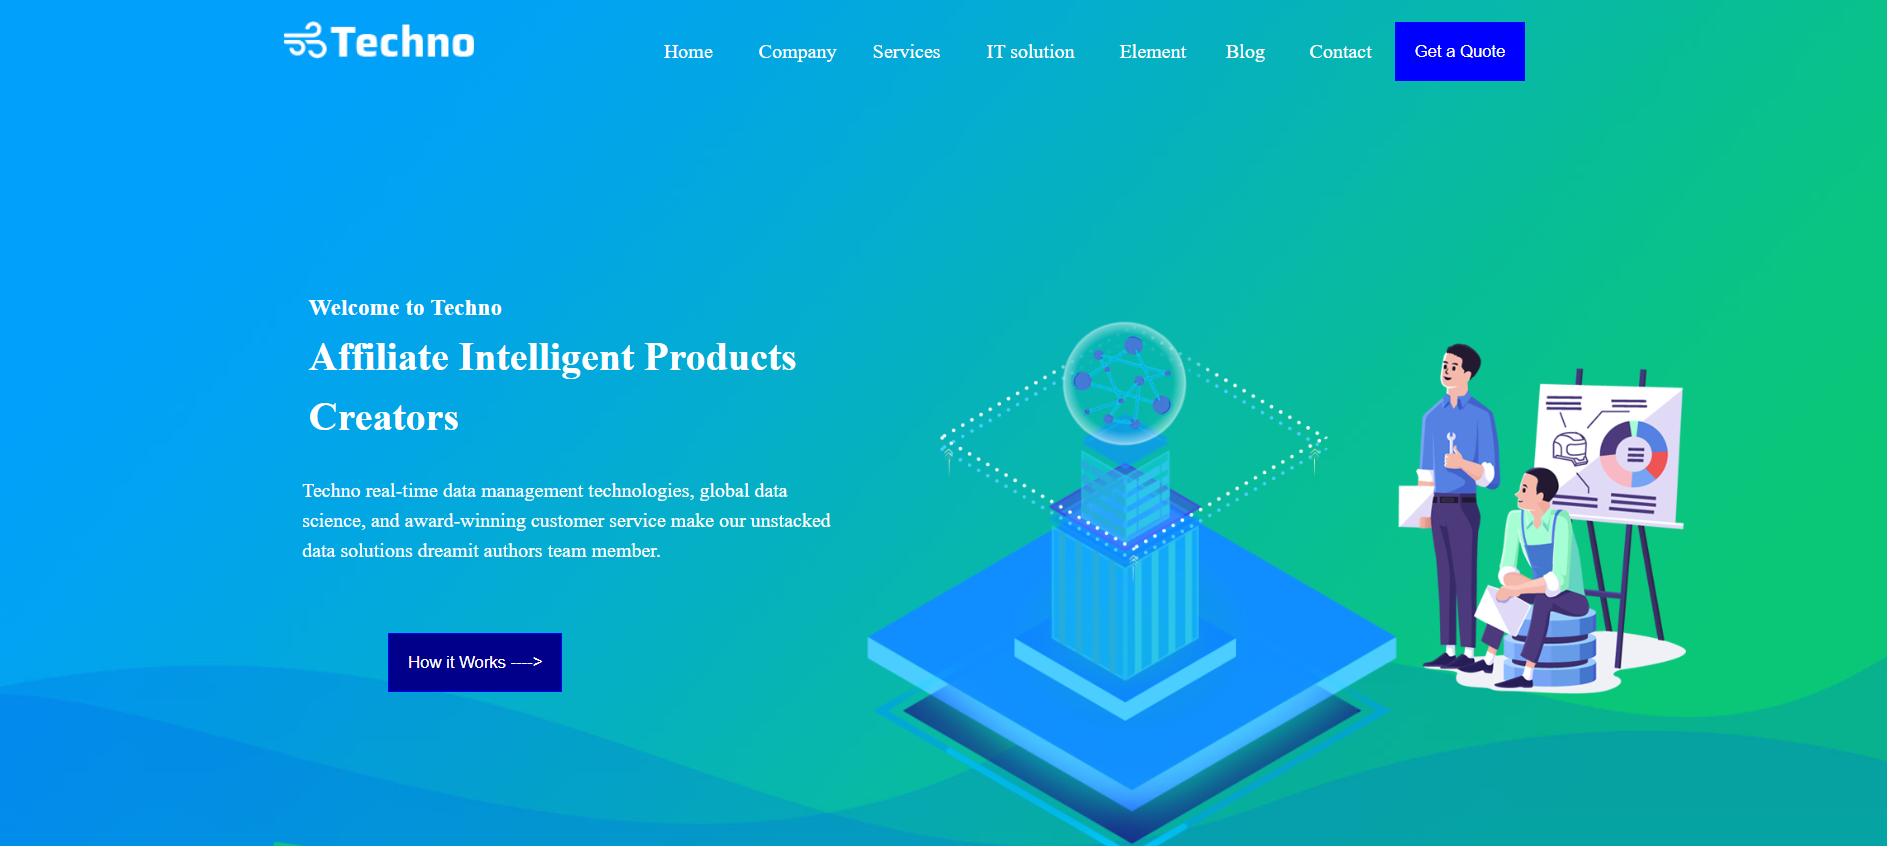 Techno
Home Company Services IT solution Element Blog Contact Get a Quote
Welcome to Techno
Affiliate Intelligent Products
Creators
Techno real-time data management technologies, global data
science, and award-winning customer service make our unstacked
data solutions dreamit authors team member.
How it Works ---->